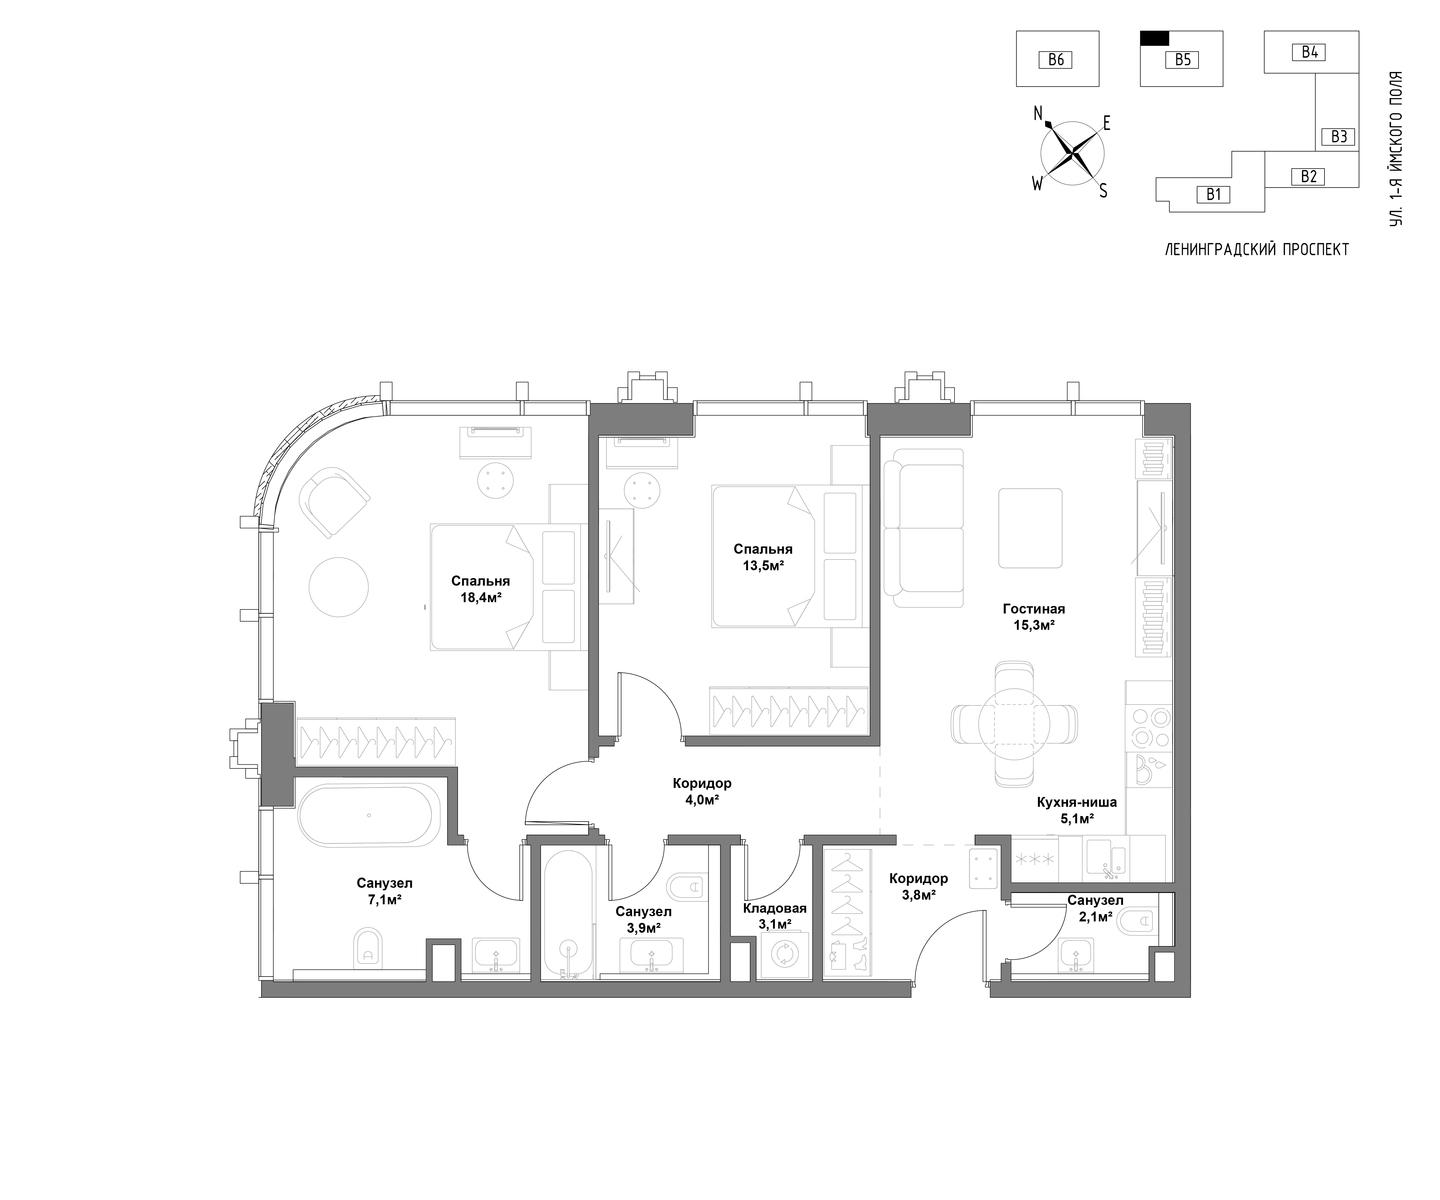 B6
B5
B4
B3
B2
B1
N
E
W
S
УЛ. 1-Я ЙМСКОГО ПОЛЯ
ЛЕНИНГРАДСКИЙ ПРОСПЕКТ
Спальня
18,4м²
Спальня
13,5м²
Гостиная
15,3м²
Коридор
4,0м²
Кухня-ниша
5,1м²
Санузел
7,1м²
Санузел
3,9м²
Кладовая
3,1м²
Коридор
3,8м²
Санузел
2,1м²